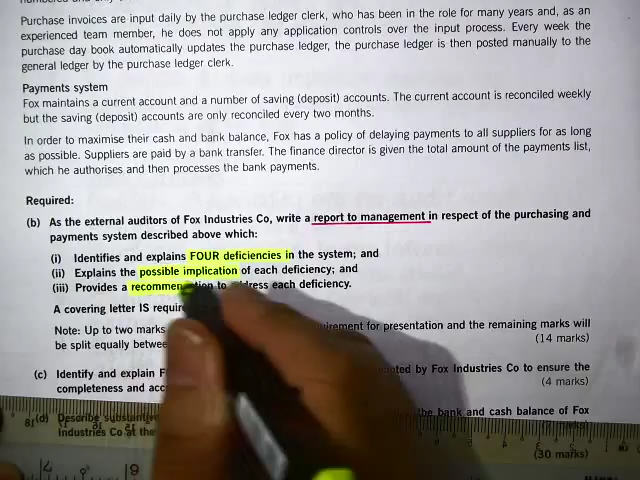 Purchase invoices are input daily by the purchase ledger clerk, who has been in the role for many years and, as an
experienced team member, he does not apply any application controls over the input process. Every week the
purchase day book automatically updates the purchase ledger, the purchase ledger is then posted manually to the
general ledger by the purchase ledger clerk.
Payments system
Fox maintains a current account and a number of saving (deposit) accounts. The current account is reconciled weekly
but the saving (deposit) accounts are only reconciled every two months.
In order to maximise their cash and bank balance, Fox has a policy of delaying payments to all suppliers for as long
as possible. Suppliers are paid by a bank transfer. The finance director is given the total amount of the payments list,
which he authorises and then processes the bank payments.
Required:
(b) As the external auditors of Fox Industries Co, write a report to management in respect of the purchasing and
payments system described above which:
(i) Identifies and explains FOUR deficiencies in the system; and
(ii) Explains the possible implication of each deficiency; and
(iii) Provides a to address each deficiency.
A covering letter IS
Note: Up to two marks for presentation and the remaining marks will
be split equally (14 marks)
(c) Identify and explain by Fox Industries Co to ensure the
completeness and (4 marks)
(d) Describe substantive the bank and cash balance of Fox
Industries Co at the
(30 marks)